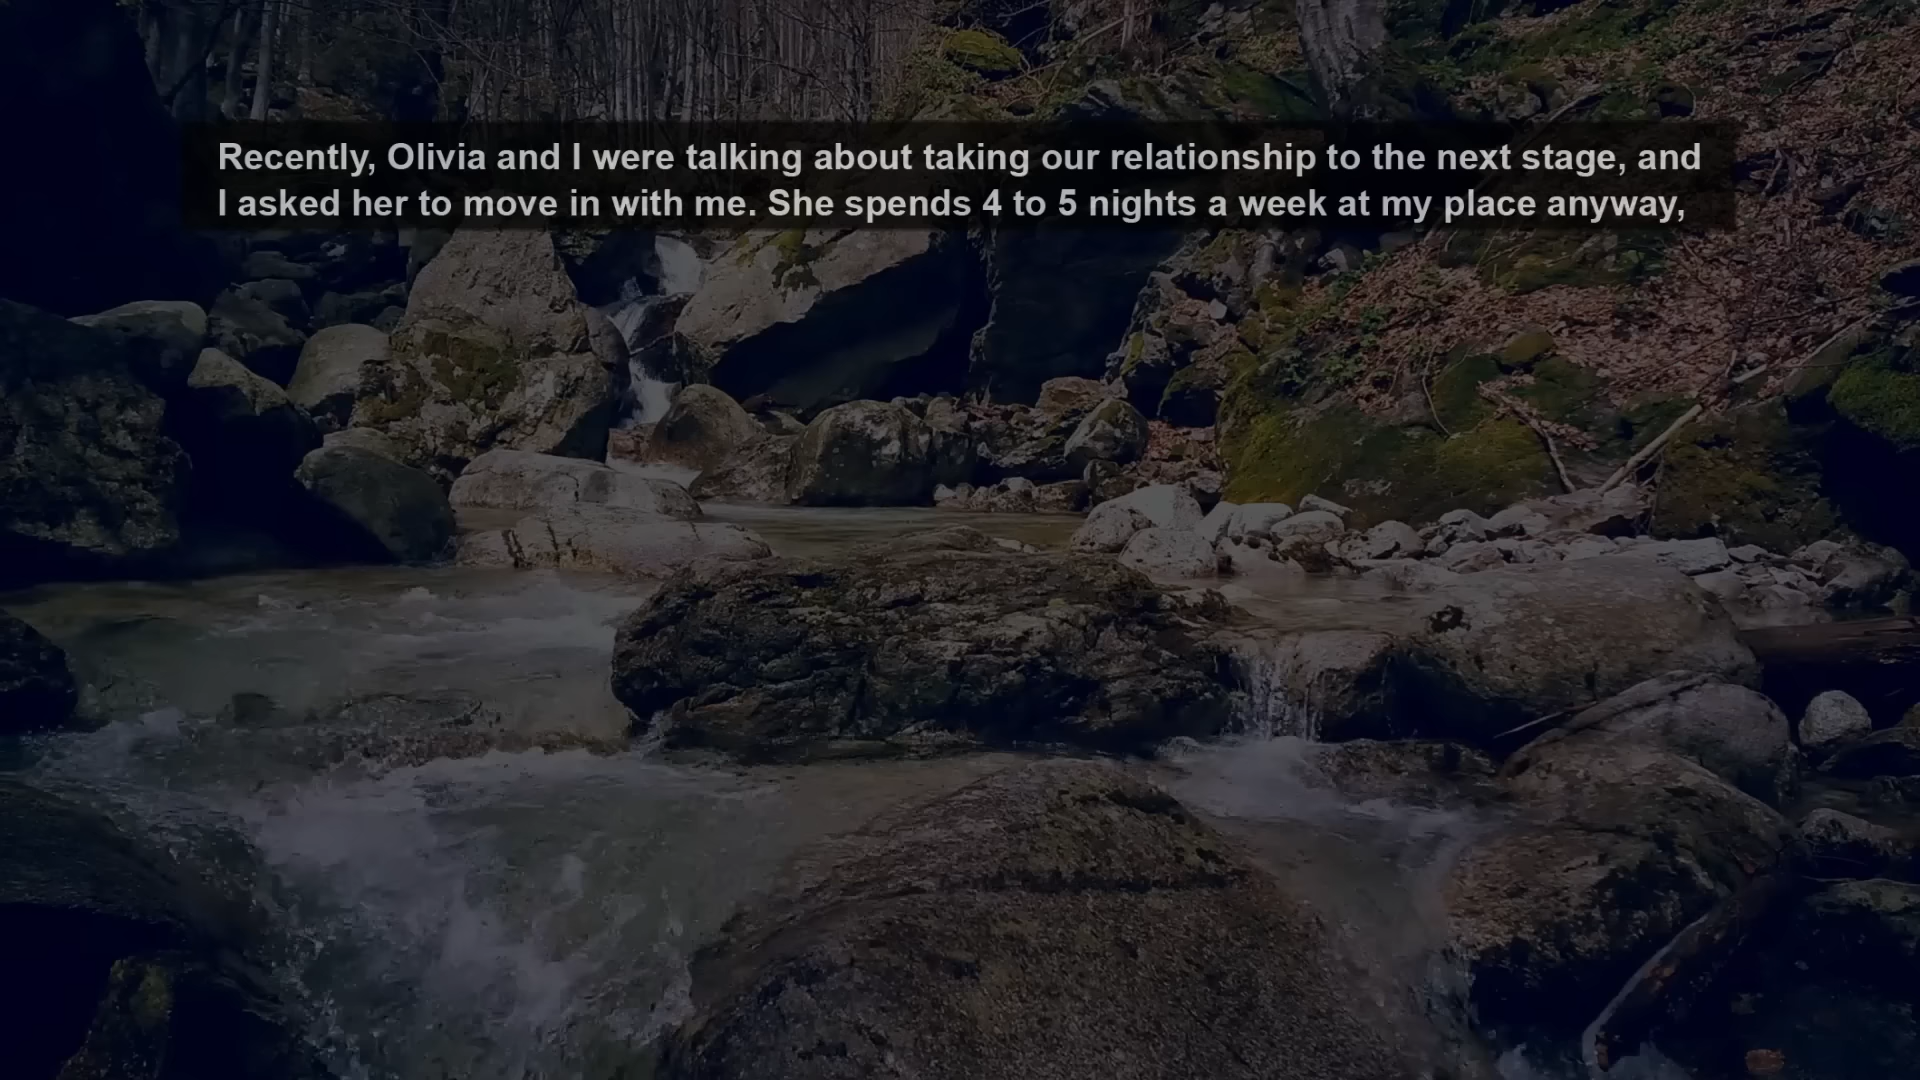 Recently, Olivia and I were talking about taking our relationship to the next stage, and
I asked her to move in with me. She spends 4 to 5 nights a week at my place anyway,